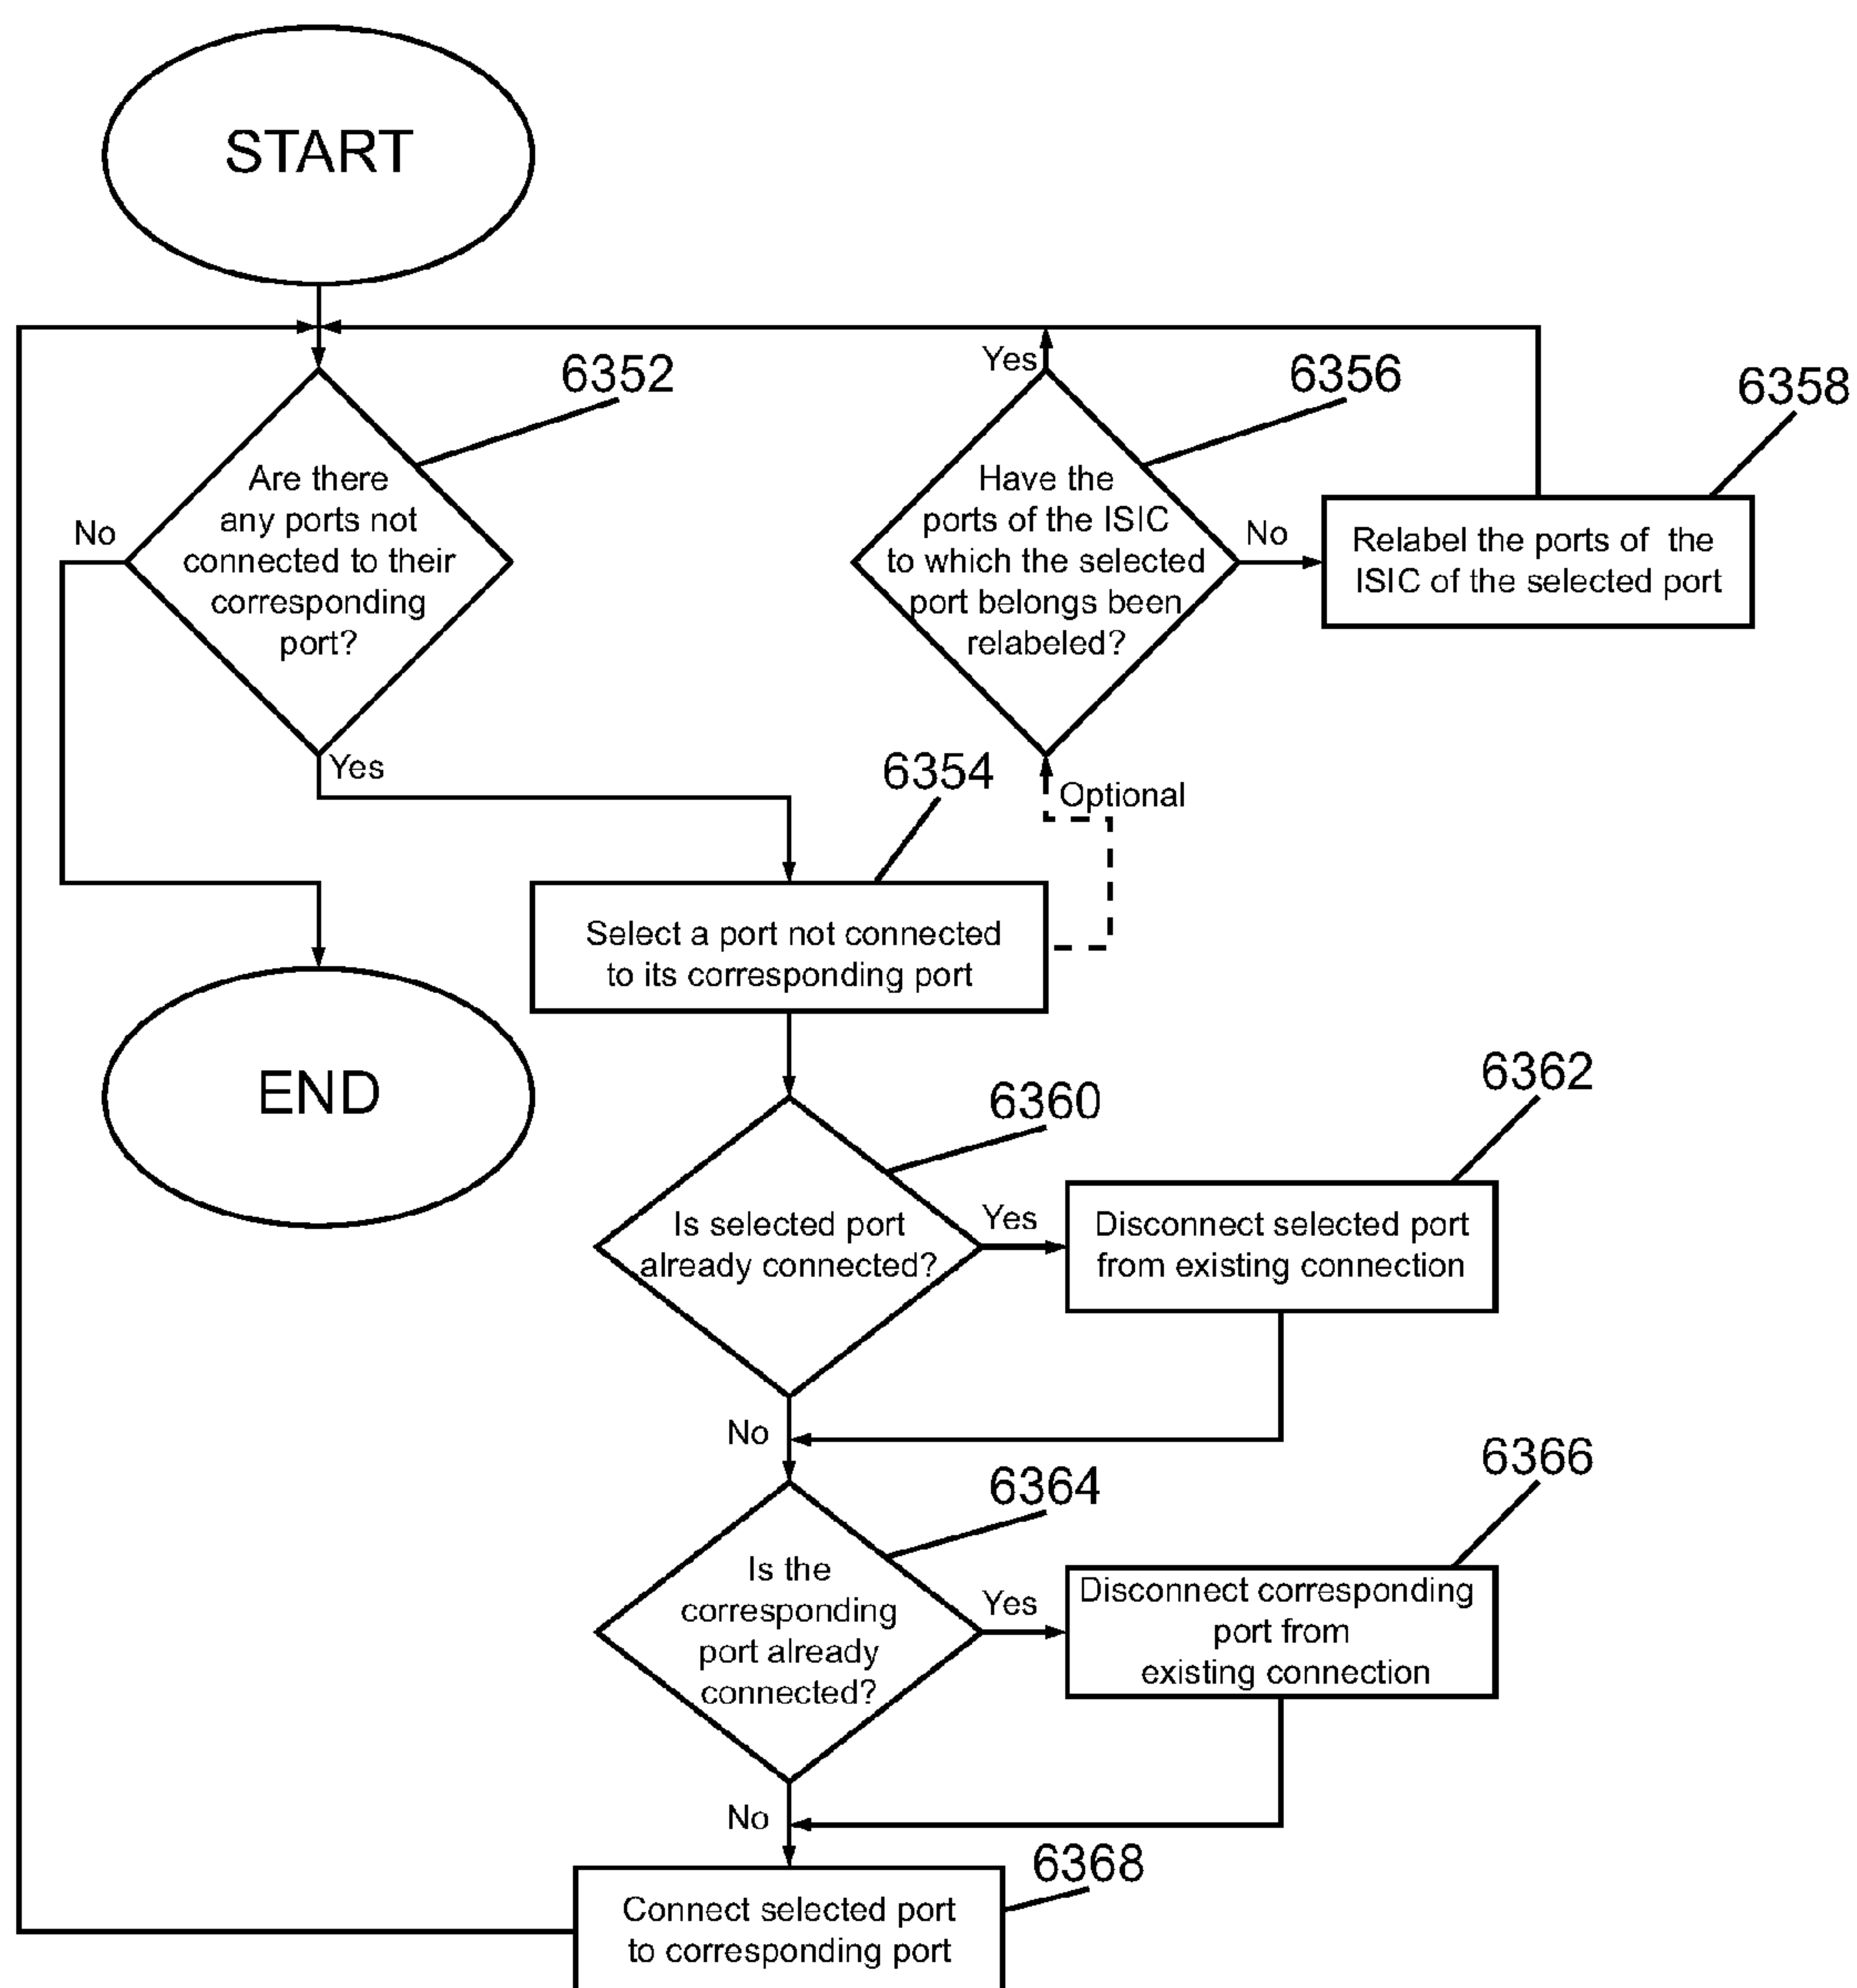 START
6352
Are there
any ports not
connected to their
corresponding
port?
No
Yes
6356
Yes
Have the
ports of the ISIC
to which the selected
port belongs been
relabeled?
No
6358
Relabel the ports of the
ISIC of the selected port
6354
Optional
Select a port not connected
to its corresponding port
END
6360
Is selected port
already connected?
Yes
6362
Disconnect selected port
from existing connection
No
6364
Is the
corresponding
port already
connected?
Yes
6366
Disconnect corresponding
port from
existing connection
No
6368
Connect selected port
to corresponding port